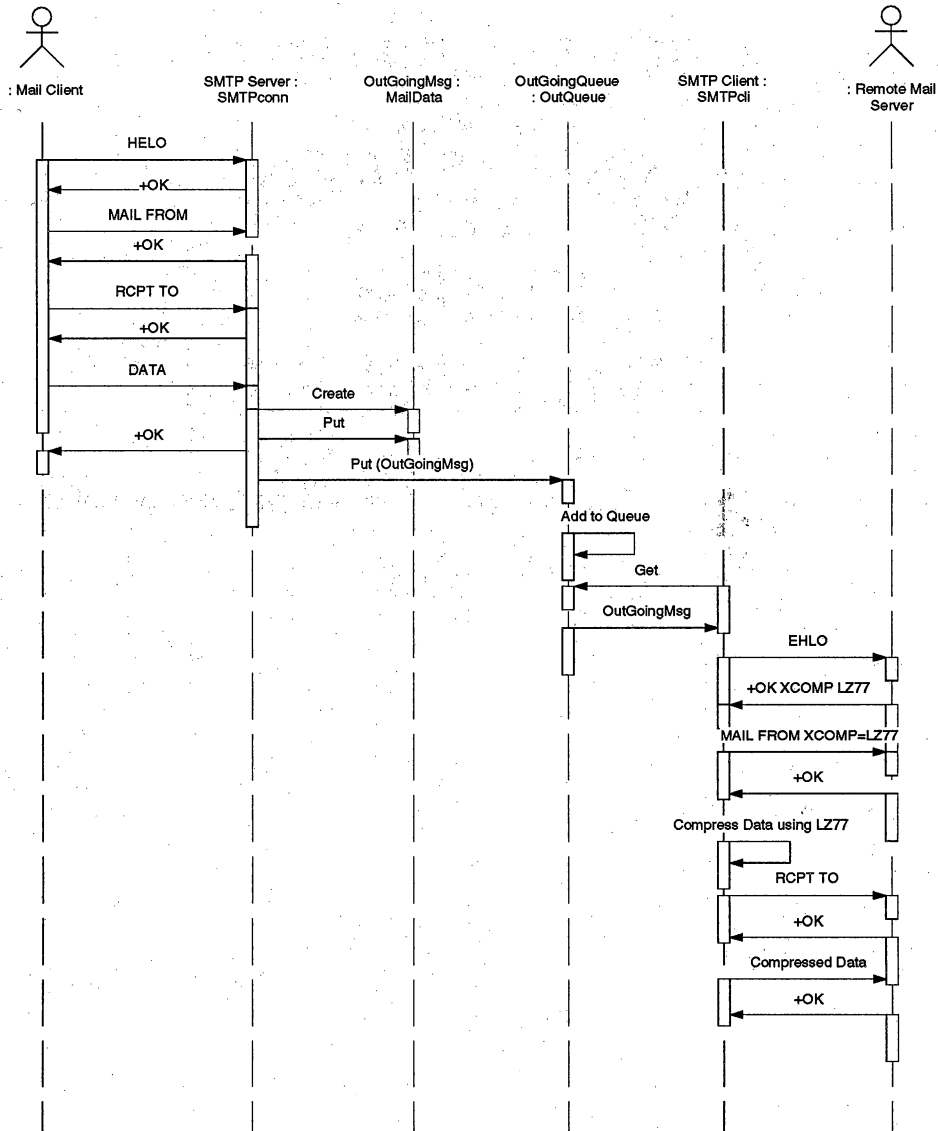 : Mail Client
SMTP Server :
SMTPconn
OutGoingMsg :
MailData
OutGoingQueue
: OutQueue
SMTP Client :
SMTPcli
: Remote Mail
Server
HELO
+OK
MAIL FROM
+OK
RCPT TO
+OK
DATA
Create
Put
+OK
Put (OutGoingMsg)
Add to Queue
Get
OutGoingMsg
EHLO
+OK XCOMP LZ77
MAIL FROM XCOMP=LZ77
+OK
Compress Data using LZ77
RCPT TO
+OK
Compressed Data
+OK